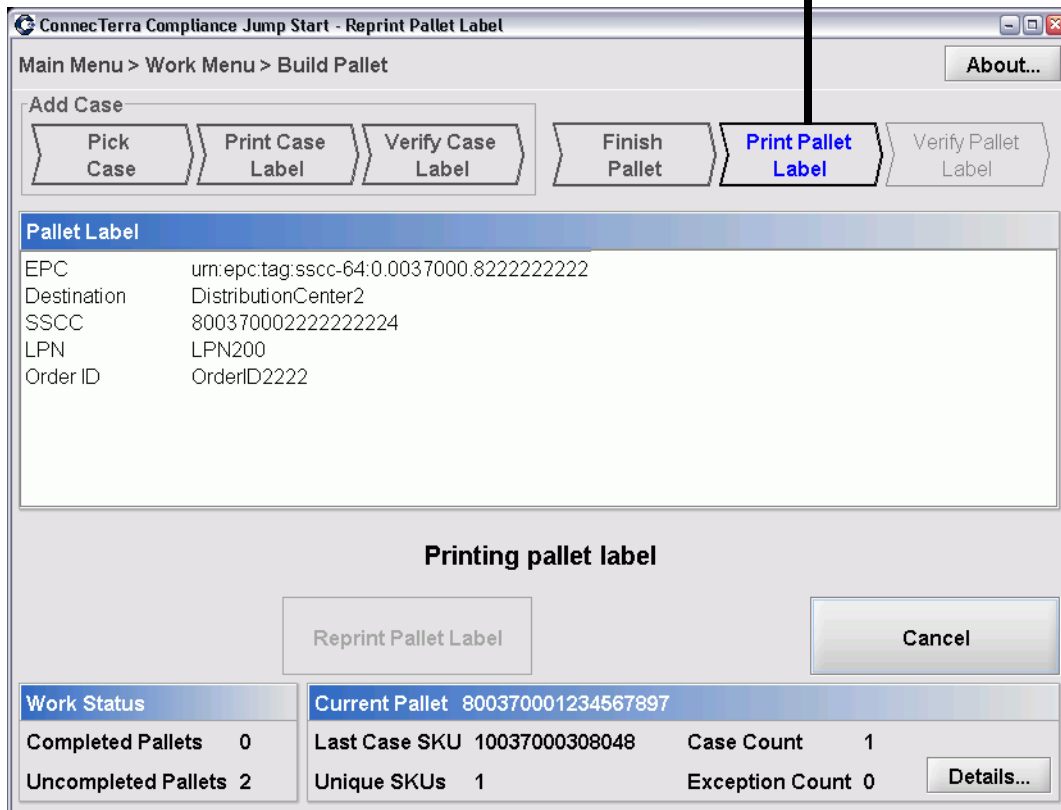 ConnecTerra Compliance Jump Start - Reprint Pallet Label
Main Menu > Work Menu > Build Pallet
About...
Add Case
Pick Case
Print Case Label
Verify Case Label
Finish Pallet
Print Pallet Label
Verify Pallet Label
Pallet Label
EPC urn:epc:tag:sscc-64:0.0037000.8222222222
Destination DistributionCenter2
SSCC 800370002222222224
LPN LPN200
Order ID OrderID2222
Printing pallet label
Reprint Pallet Label
Cancel
Work Status
Completed Pallets 0
Uncompleted Pallets 2
Current Pallet 800370001234567897
Last Case SKU 10037000308048 Case Count 1
Unique SKUs 1 Exception Count 0
Details...